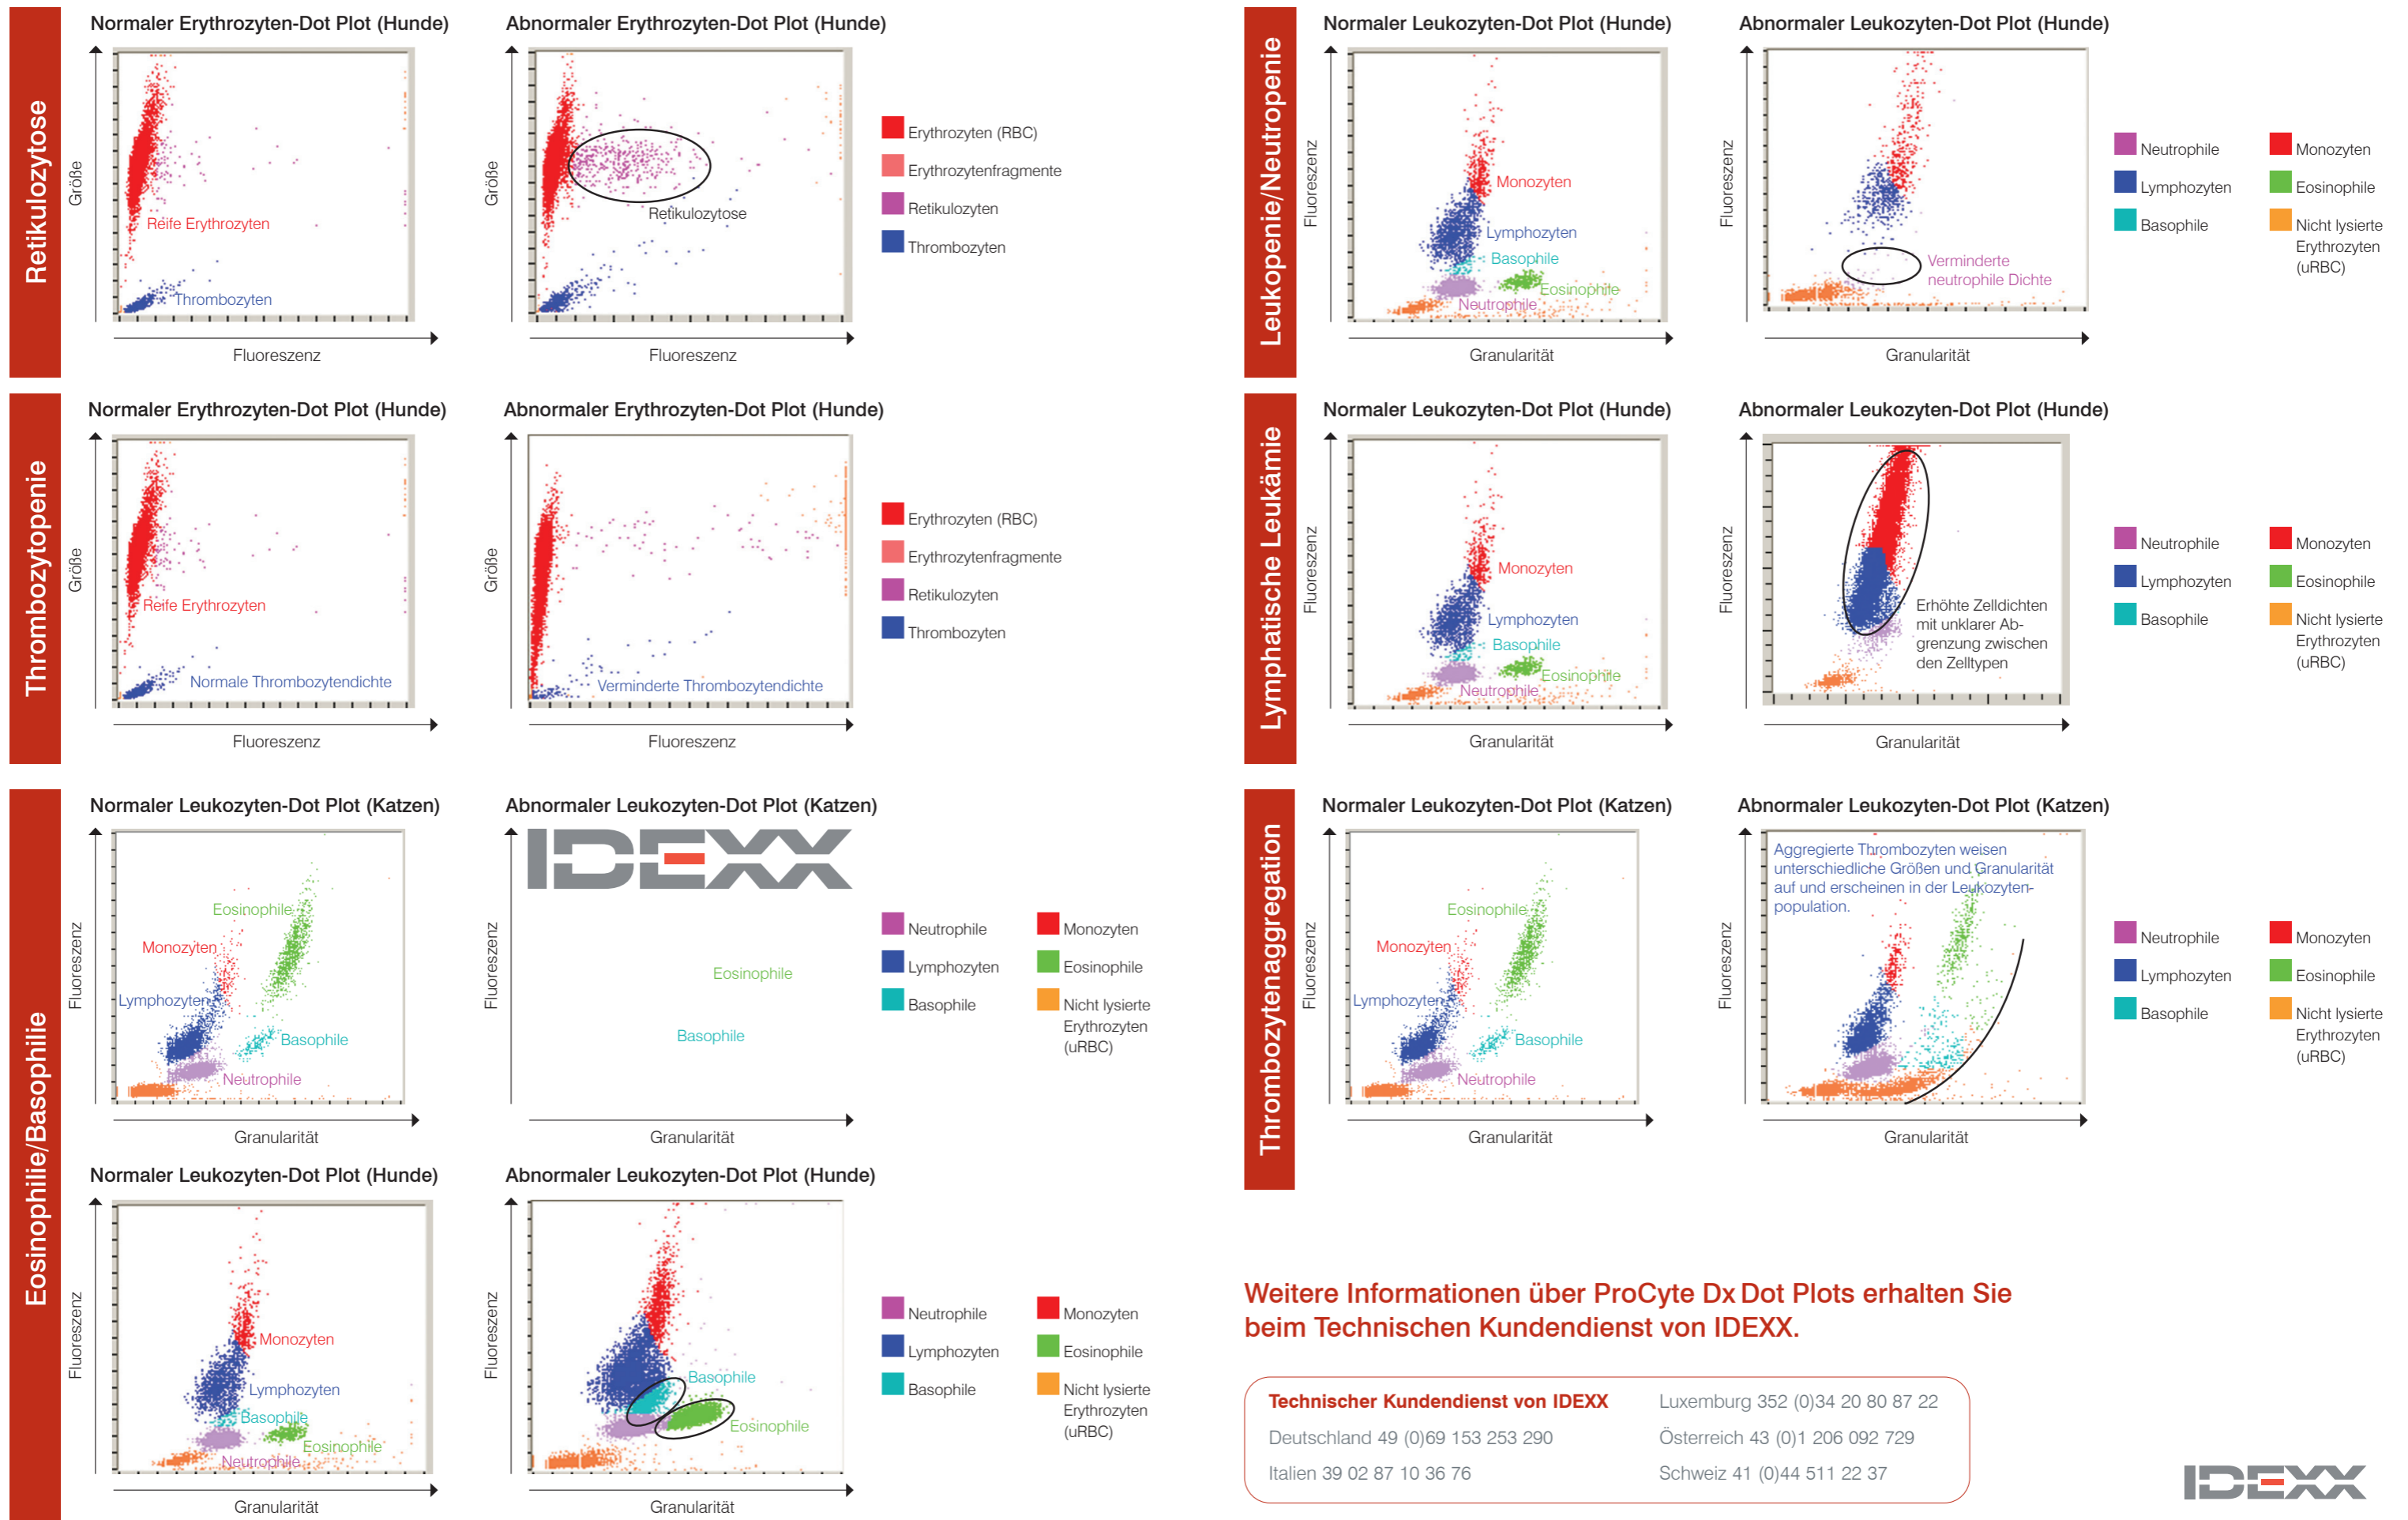 Retikulozytose
Normaler Erythrozyten-Dot Plot (Hunde)
Größe
Reife Erythrozyten
Thrombozyten
Fluoreszenz
Abnormaler Erythrozyten-Dot Plot (Hunde)
Größe
Retikulozytose
Fluoreszenz
Erythrozyten (RBC)
Erythrozytenfragmente
Retikulozyten
Thrombozyten
Thrombozytopenie
Normaler Erythrozyten-Dot Plot (Hunde)
Größe
Reife Erythrozyten
Normale Thrombozytendichte
Fluoreszenz
Abnormaler Erythrozyten-Dot Plot (Hunde)
Größe
Verminderte Thrombozytendichte
Fluoreszenz
Erythrozyten (RBC)
Erythrozytenfragmente
Retikulozyten
Thrombozyten
Eosinophilie/Basophilie
Normaler Leukozyten-Dot Plot (Katzen)
Fluoreszenz
Eosinophile
Monozyten
Lymphozyten
Basophile
Neutrophile
Granularität
Abnormaler Leukozyten-Dot Plot (Katzen)
IDEXX
Fluoreszenz
Eosinophile
Basophile
Granularität
Neutrophile
Lymphozyten
Basophile
Monozyten
Eosinophile
Nicht lysierte
Erythrozyten
(uRBC)
Normaler Leukozyten-Dot Plot (Hunde)
Fluoreszenz
Monozyten
Lymphozyten
Basophile
Eosinophile
Neutrophile
Granularität
Abnormaler Leukozyten-Dot Plot (Hunde)
Fluoreszenz
Basophile
Eosinophile
Granularität
Neutrophile
Lymphozyten
Basophile
Monozyten
Eosinophile
Nicht lysierte
Erythrozyten
(uRBC)
Leukopenie/Neutropenie
Normaler Leukozyten-Dot Plot (Hunde)
Fluoreszenz
Monozyten
Lymphozyten
Basophile
Eosinophile
Neutrophile
Granularität
Abnormaler Leukozyten-Dot Plot (Hunde)
Fluoreszenz
Verminderte
neutrophile Dichte
Granularität
Neutrophile
Lymphozyten
Basophile
Monozyten
Eosinophile
Nicht lysierte
Erythrozyten
(uRBC)
Lymphatische Leukämie
Normaler Leukozyten-Dot Plot (Hunde)
Fluoreszenz
Monozyten
Lymphozyten
Basophile
Eosinophile
Neutrophile
Granularität
Abnormaler Leukozyten-Dot Plot (Hunde)
Fluoreszenz
Erhöhte Zelldichten
mit unklarer Ab-
grenzung zwischen
den Zelltypen
Granularität
Neutrophile
Lymphozyten
Basophile
Monozyten
Eosinophile
Nicht lysierte
Erythrozyten
(uRBC)
Thrombozytenaggregation
Normaler Leukozyten-Dot Plot (Katzen)
Fluoreszenz
Eosinophile
Monozyten
Lymphozyten
Basophile
Neutrophile
Granularität
Abnormaler Leukozyten-Dot Plot (Katzen)
Fluoreszenz
Aggregierte Thrombozyten weisen
unterschiedliche Größen und Granularität
auf und erscheinen in der Leukozyten-
population.
Granularität
Neutrophile
Lymphozyten
Basophile
Monozyten
Eosinophile
Nicht lysierte
Erythrozyten
(uRBC)
Weitere Informationen über ProCyte Dx Dot Plots erhalten Sie
beim Technischen Kundendienst von IDEXX.
Technischer Kundendienst von IDEXX
Deutschland 49 (0)69 153 253 290
Italien 39 02 87 10 36 76
Luxemburg 352 (0)34 20 80 87 22
Österreich 43 (0)1 206 092 729
Schweiz 41 (0)44 511 22 37
IDEXX